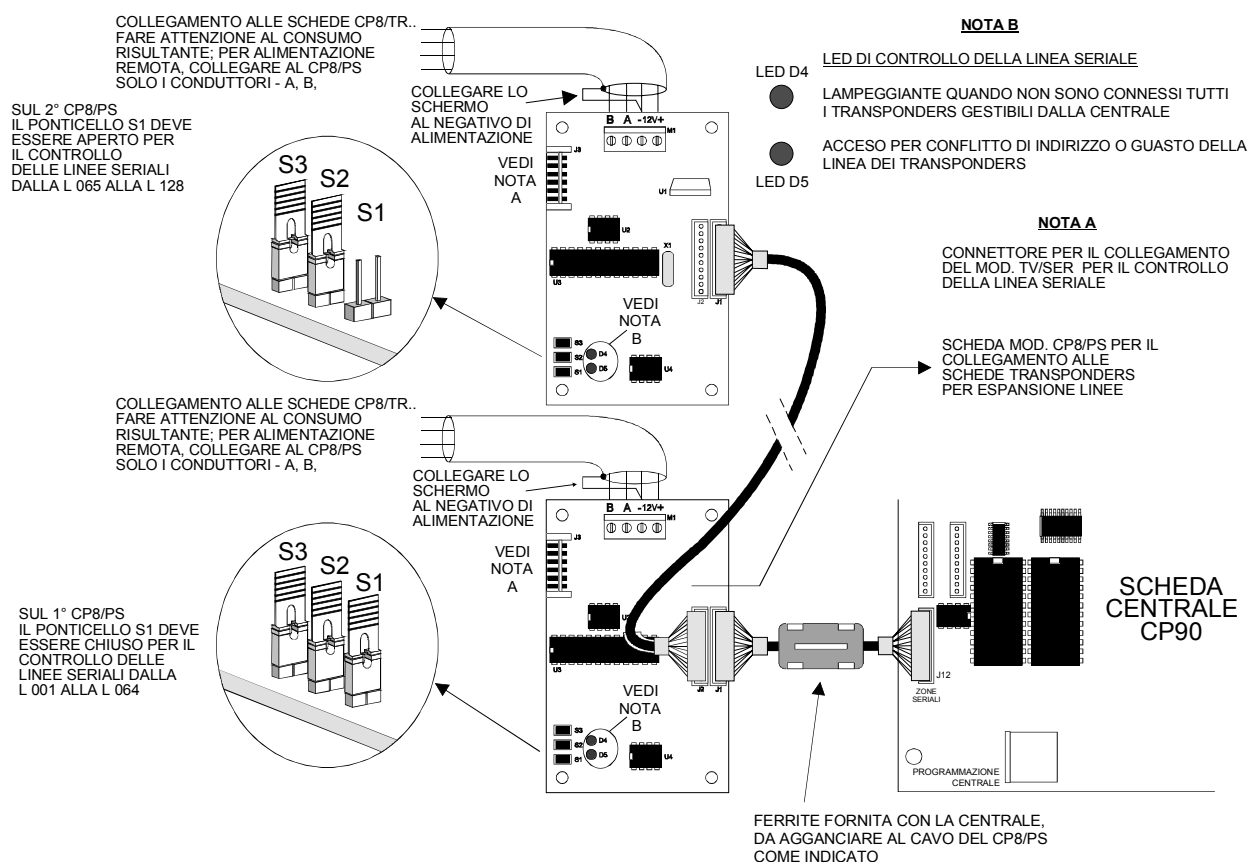 COLLEGAMENTO ALLE SCHEDE CP8/TR..
FARE ATTENZIONE AL CONSUMO
RISULTANTE; PER ALIMENTAZIONE
REMOTA, COLLEGARE AL CP8/PS
SOLO I CONDUTTORI - A, B,
COLLEGARE LO
SCHERMO
AL NEGATIVO DI
ALIMENTAZIONE
SUL 2° CP8/PS
IL PONTICELLO S1 DEVE
ESSERE APERTO PER
IL CONTROLLO
DELLE LINEE SERIALI
DALLA L 065 ALLA L 128
S3
S2
S1
B A -12V+
M1
J3
VEDI
NOTA
A
U1
U2
X1
U3
J2
J1
VEDI
NOTA
B
S3
S2
S1
D4
D5
U4
NOTA B
LED DI CONTROLLO DELLA LINEA SERIALE
LED D4
LAMPEGGIANTE QUANDO NON SONO CONNESSI TUTTI
I TRANSPONDERS GESTIBILI DALLA CENTRALE
ACCESO PER CONFLITTO DI INDIRIZZO O GUASTO DELLA
LINEA DEI TRANSPONDERS
LED D5
NOTA A
CONNETTORE PER IL COLLEGAMENTO
DEL MOD. TV/SER PER IL CONTROLLO
DELLA LINEA SERIALE
SCHEDA MOD. CP8/PS PER IL
COLLEGAMENTO ALLE
SCHEDE TRANSPONDERS
PER ESPANSIONE LINEE
COLLEGAMENTO ALLE SCHEDE CP8/TR..
FARE ATTENZIONE AL CONSUMO
RISULTANTE; PER ALIMENTAZIONE
REMOTA, COLLEGARE AL CP8/PS
SOLO I CONDUTTORI - A, B,
COLLEGARE LO
SCHERMO
AL NEGATIVO DI
ALIMENTAZIONE
SUL 1° CP8/PS
IL PONTICELLO S1 DEVE
ESSERE CHIUSO PER IL
CONTROLLO DELLE
LINEE SERIALI DALLA
L 001 ALLA L 064
S3
S2
S1
B A -12V+
M1
J3
VEDI
NOTA
A
U3
J2
J1
VEDI
NOTA
B
S3
S2
S1
D4
D5
U4
SCHEDA
CENTRALE
CP90
J12
ZONE
SERIALI
PROGRAMMAZIONE
CENTRALE
FERRITE FORNITA CON LA CENTRALE,
DA AGGANCIARE AL CAVO DEL CP8/PS
COME INDICATO